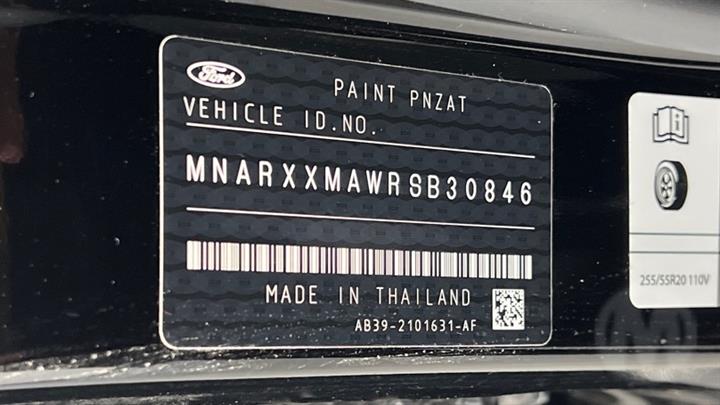 Ford
PAINT PNZAT
VEHICLE ID.NO.
MNARXXMAWRSB30846
MADE IN THAILAND
AB39-2101631-AF
255/55R20 110V